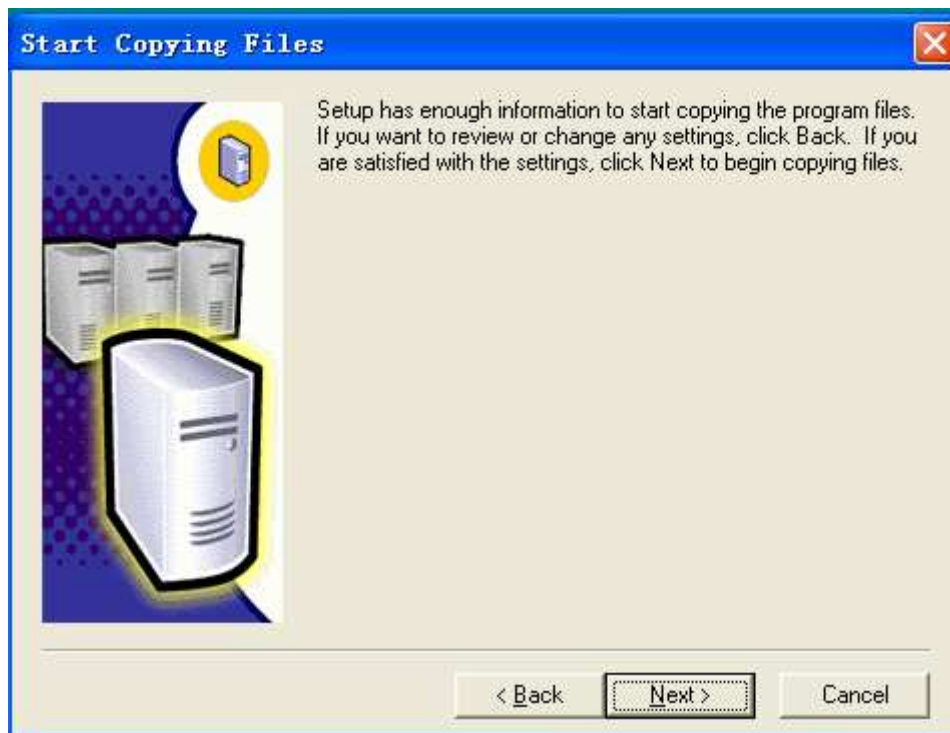 Start Copying Files
Setup has enough information to start copying the program files.
If you want to review or change any settings, click Back.  If you
are satisfied with the settings, click Next to begin copying files.
< Back
Next >
Cancel